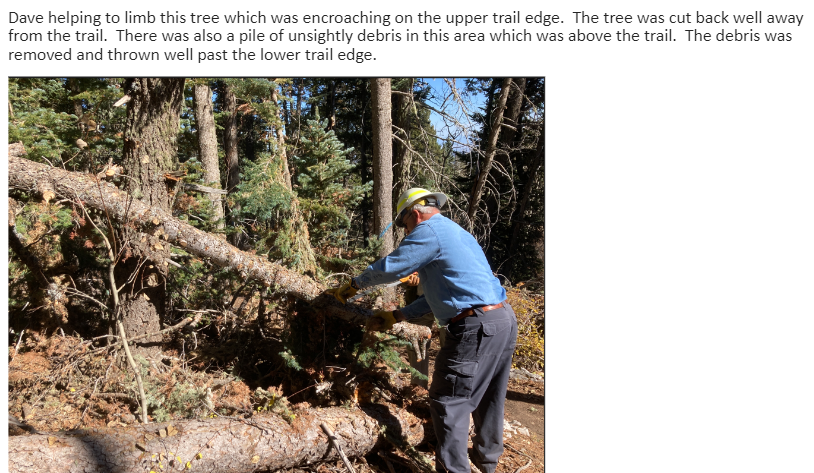 Dave helping to limb this tree which was encroaching on the upper trail edge.  The tree was cut back well away
from the trail.  There was also a pile of unsightly debris in this area which was above the trail.  The debris was
removed and thrown well past the lower trail edge.